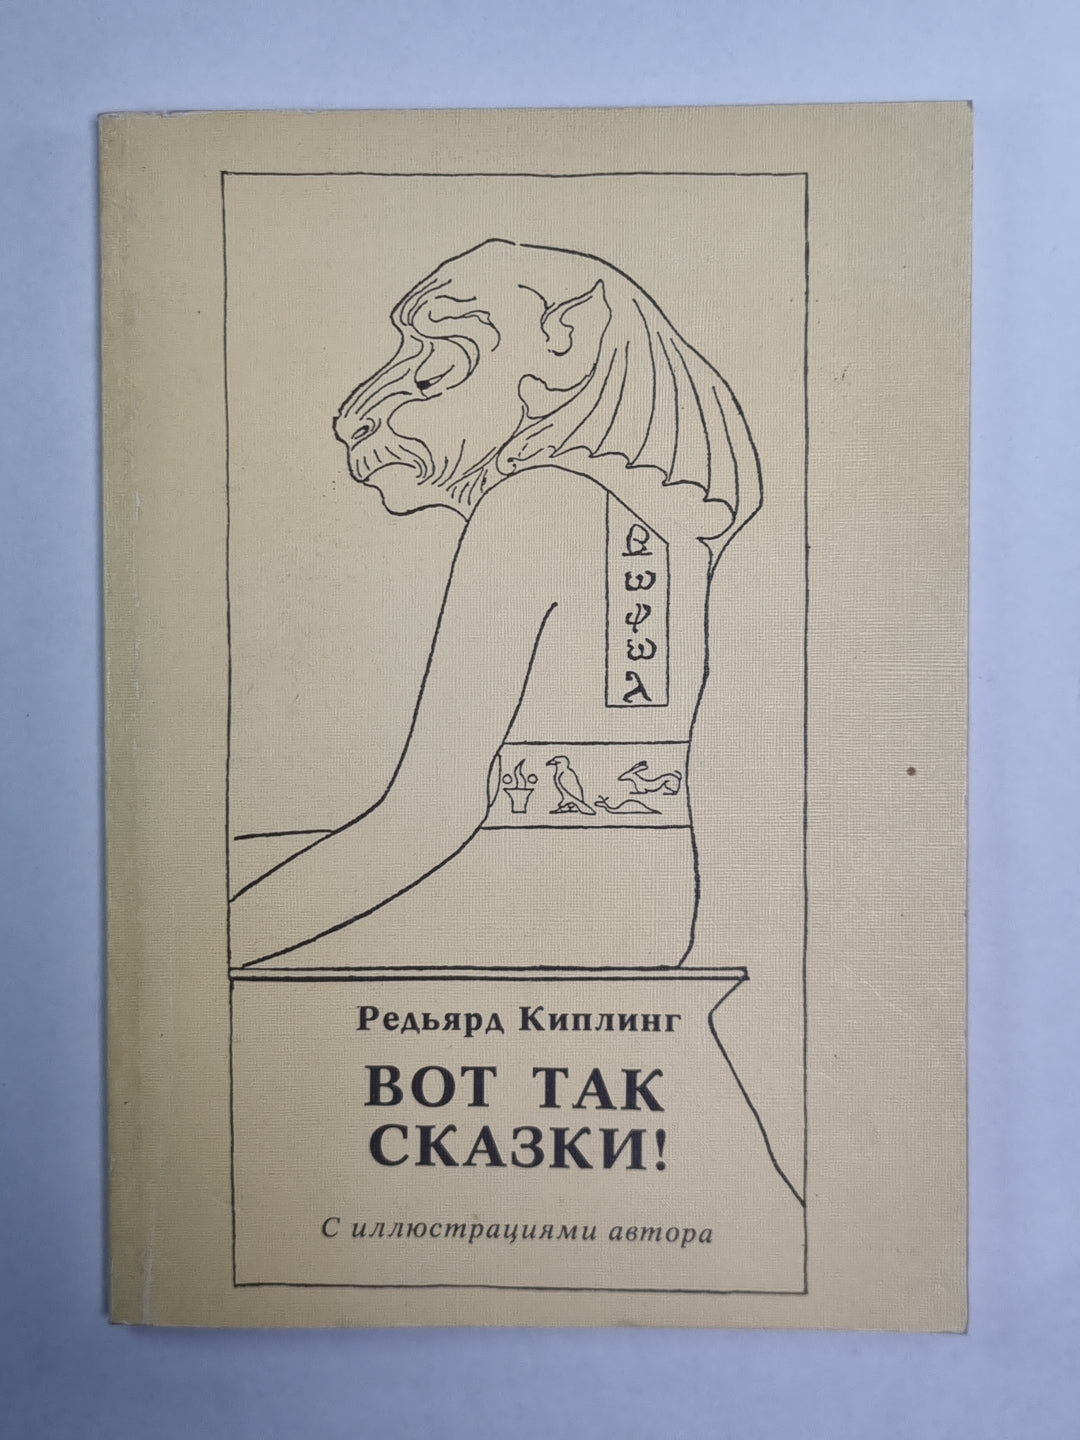 Редьярд Киплинг
ВОТ ТАК
СКАЗКИ!
С иллюстрациями автора